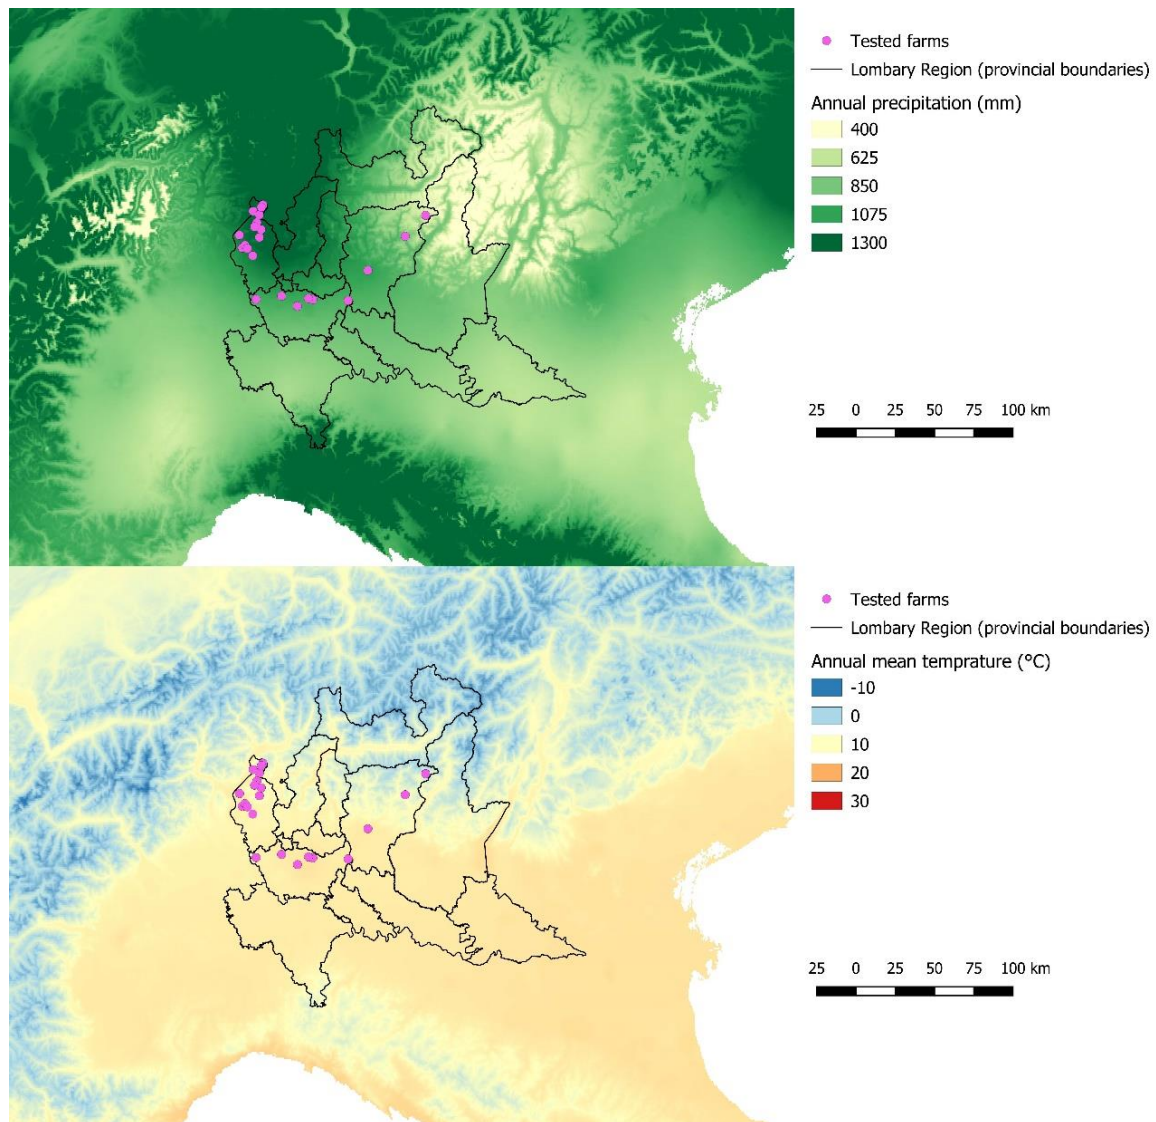 Tested farms
Lombary Region (provincial boundaries)
Annual precipitation (mm)
400
625
850
1075
1300
25 0 25 50 75 100 km
Tested farms
Lombary Region (provincial boundaries)
Annual mean temprature (°C)
-10
0
10
20
30
25 0 25 50 75 100 km